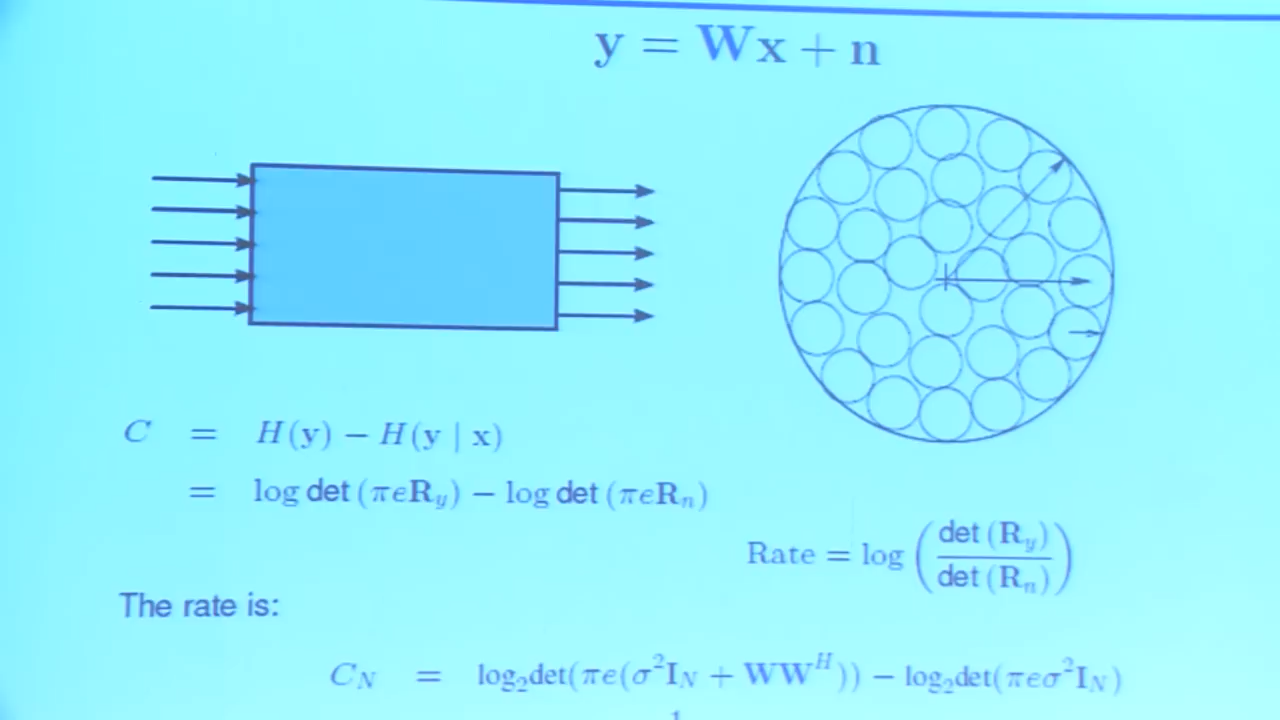 y = Wx + n
C = H(y) − H(y | x)
= log det (πeR_y) − log det (πeR_n)
Rate = log ( det (R_y) / det (R_n) )
The rate is:
C_N = log₂det(πe(σ²I_N + WW^H)) − log₂det(πeσ²I_N)